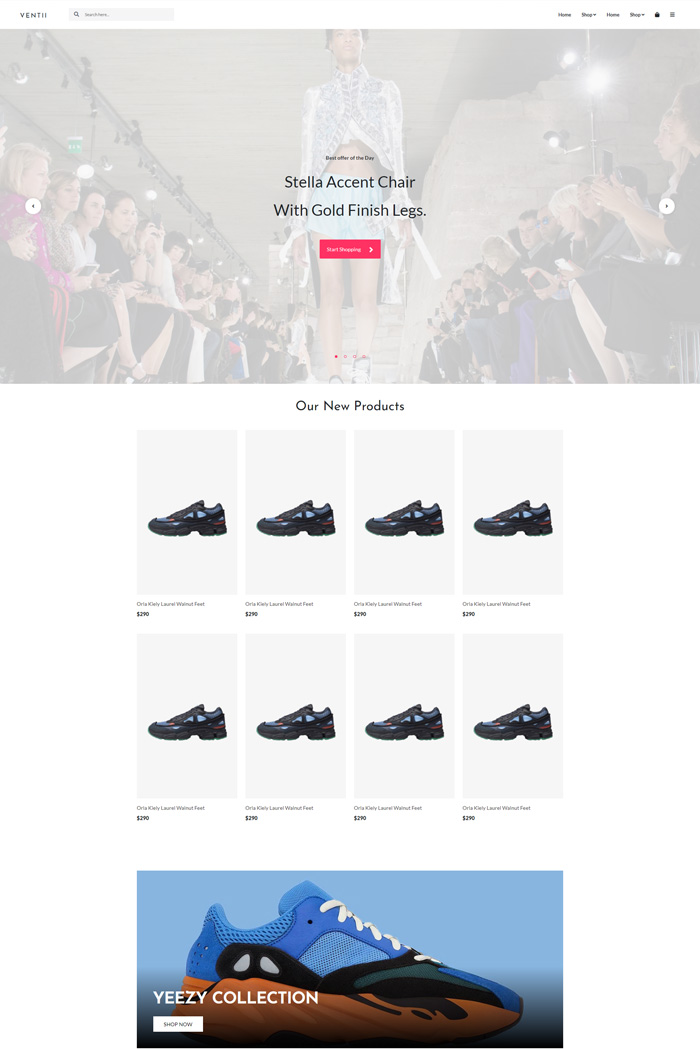 VENTII
Search Here...
Home
Shop
Home
Shop
Best offer of the Day
Stella Accent Chair
With Gold Finish Legs.
Start Shopping
Our New Products
Orla Kiely Laurel Walnut Feet
$290
Orla Kiely Laurel Walnut Feet
$290
Orla Kiely Laurel Walnut Feet
$290
Orla Kiely Laurel Walnut Feet
$290
Orla Kiely Laurel Walnut Feet
$290
Orla Kiely Laurel Walnut Feet
$290
Orla Kiely Laurel Walnut Feet
$290
Orla Kiely Laurel Walnut Feet
$290
YEEZY COLLECTION
SHOP NOW